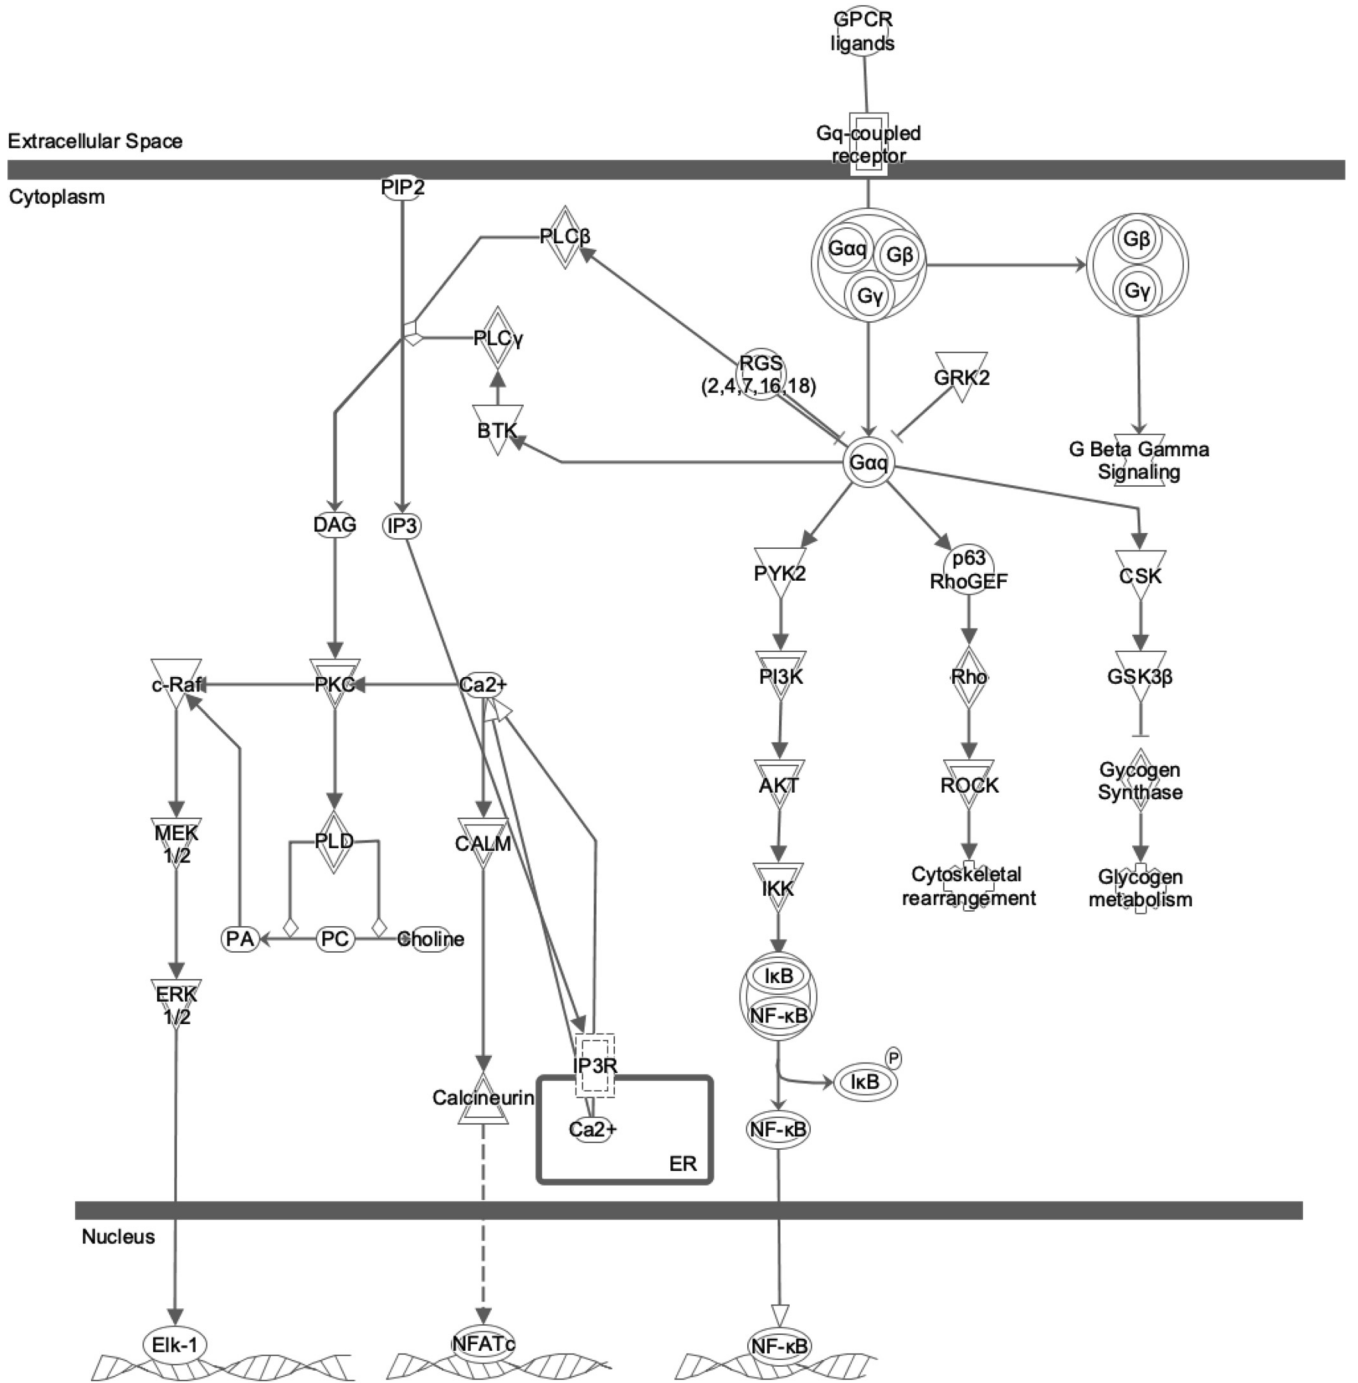 GPCR
ligands
Extracellular Space
Gq-coupled
receptor
Cytoplasm
PIP2
PLCβ
Gαq
Gβ
Gγ
Gβ
Gγ
PLCγ
RGS
(2,4,7,16,18)
GRK2
BTK
Gαq
G Beta Gamma
Signaling
DAG
IP3
PYK2
p63
RhoGEF
CSK
c-Raf
PKC
Ca2+
PI3K
Rho
GSK3β
AKT
ROCK
Gycogen
Synthase
MEK
1/2
PLD
CALM
IKK
Cytoskeletal
rearrangement
Glycogen
metabolism
PA
PC
Choline
IκB
NF-κB
ERK
1/2
IP3R
P
IκB
Calcineurin
Ca2+
NF-κB
ER
Nucleus
Elk-1
NFATc
NF-κB